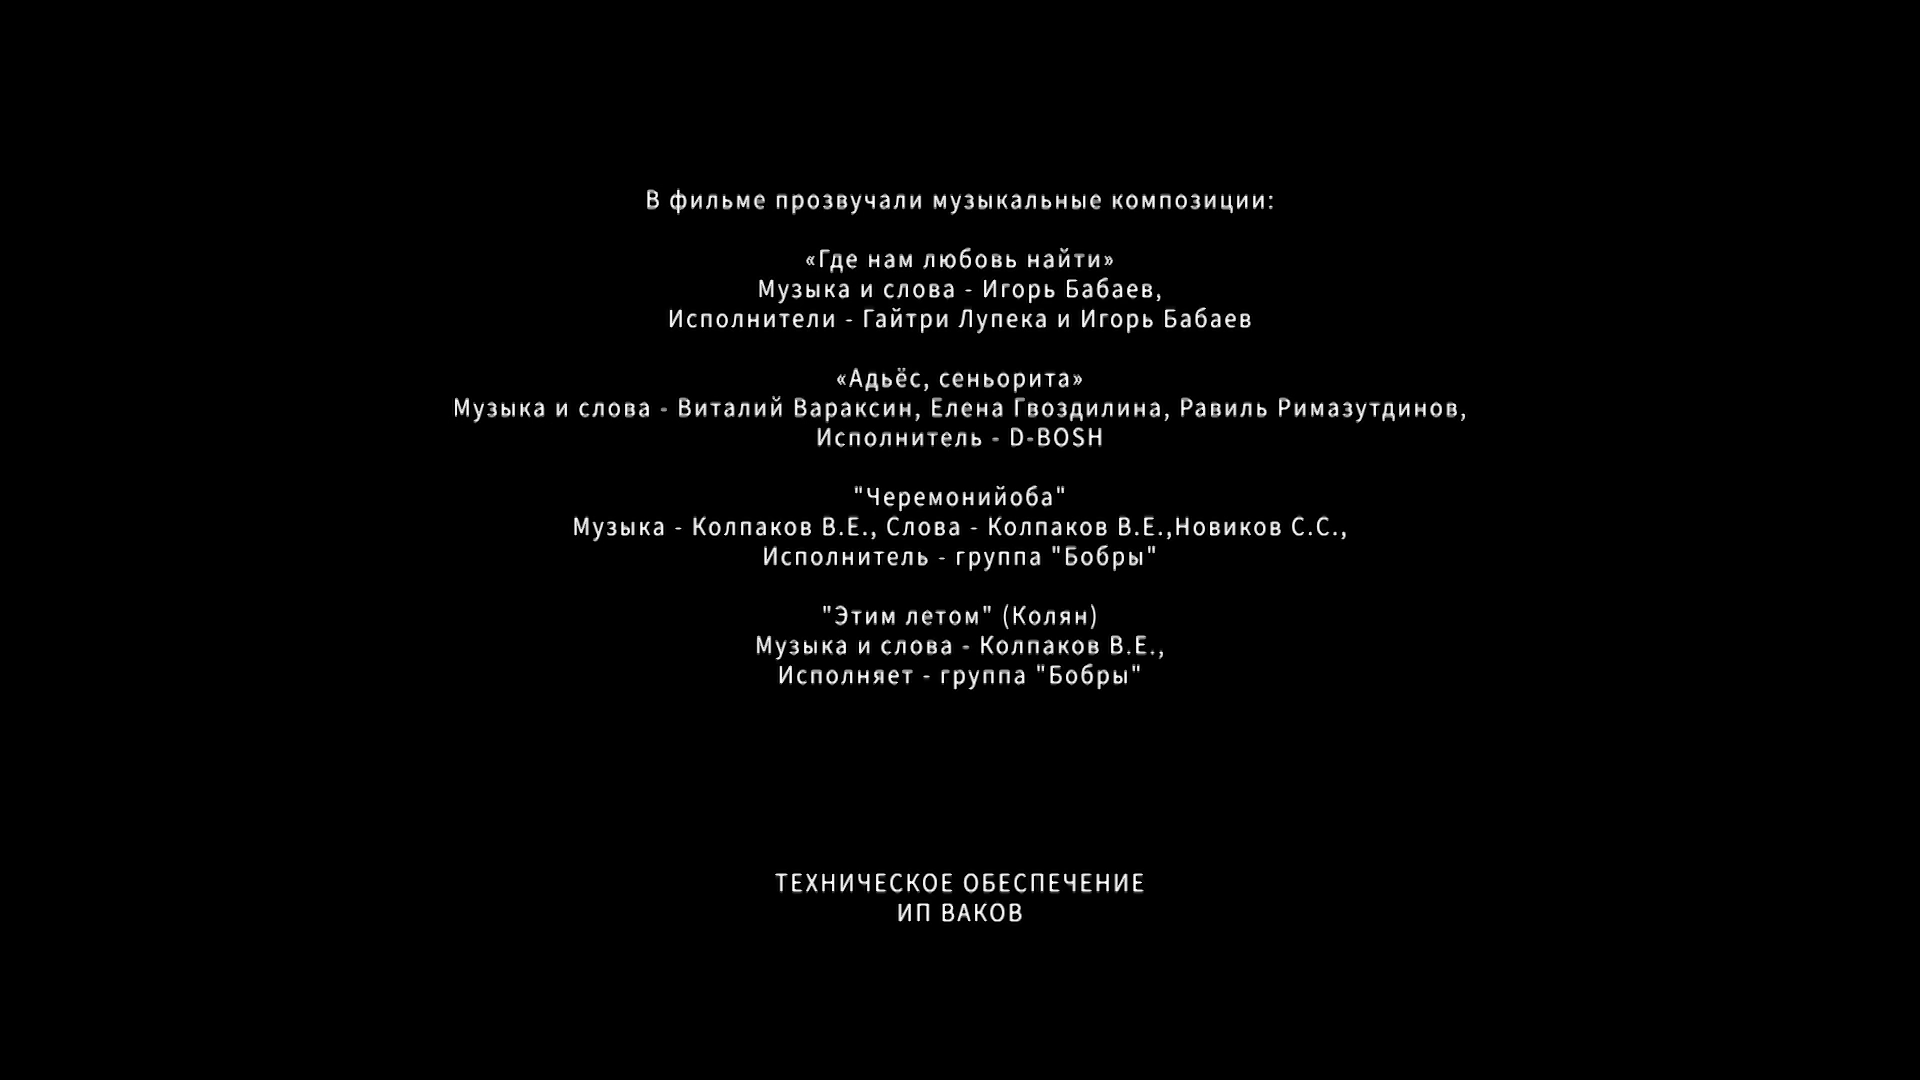 В фильме прозвучали музыкальные композиции:
«Где нам любовь найти»
Музыка и слова - Игорь Бабаев,
Исполнители - Гайтри Лупека и Игорь Бабаев
«Адьёс, сеньорита»
Музыка и слова - Виталий Вараксин, Елена Гвоздилина, Равиль Римазутдинов,
Исполнитель - D-BOSH
"Черемонийоба"
Музыка - Колпаков В.Е., Слова - Колпаков В.Е.,Новиков С.С.,
Исполнитель - группа "Бобры"
"Этим летом" (Колян)
Музыка и слова - Колпаков В.Е.,
Исполняет - группа "Бобры"
ТЕХНИЧЕСКОЕ ОБЕСПЕЧЕНИЕ
ИП ВАКОВ